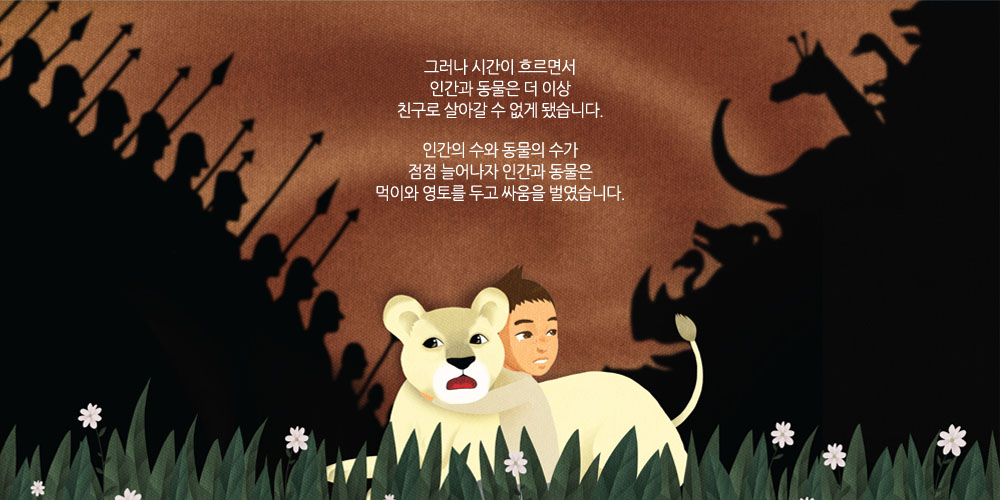 그러나 시간이 흐르면서
인간과 동물은 더 이상
친구로 살아갈 수 없게 됐습니다.
인간의 수와 동물의 수가
점점 늘어나자 인간과 동물은
먹이와 영토를 두고 싸움을 벌였습니다.